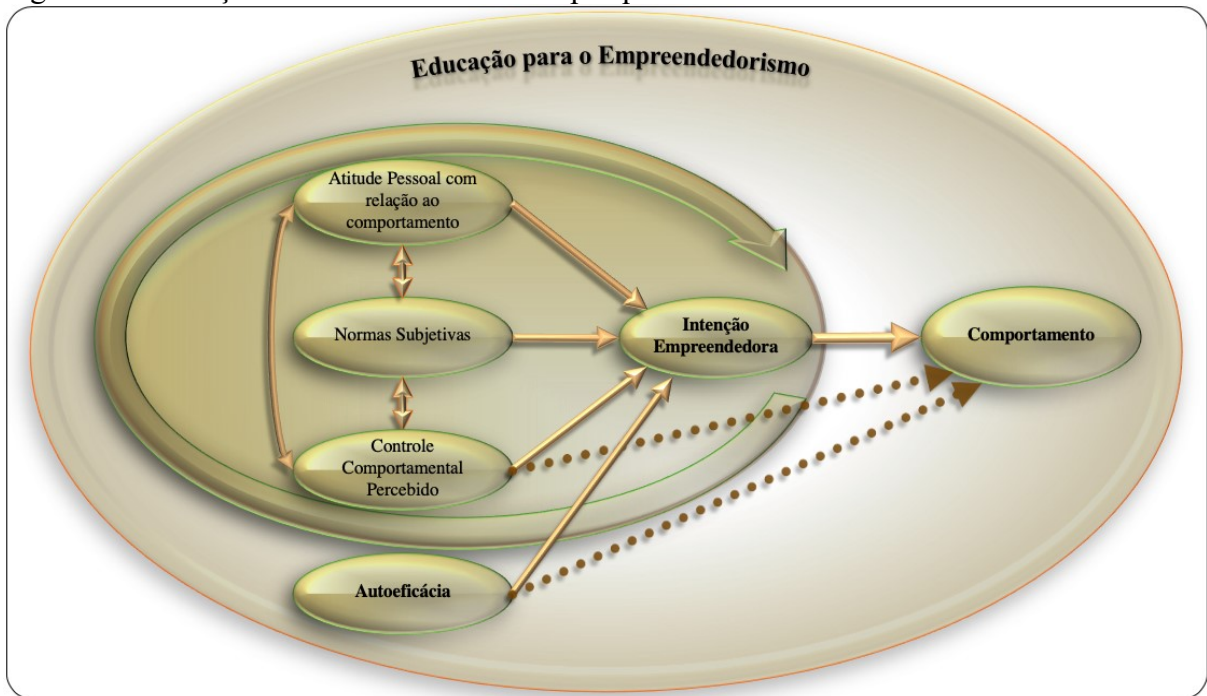 Educação para o Empreendedorismo
Atitude Pessoal com
relação ao
comportamento
Normas Subjetivas
Intenção
Empreendedora
Comportamento
Controle
Comportamental
Percebido
Autoeficácia